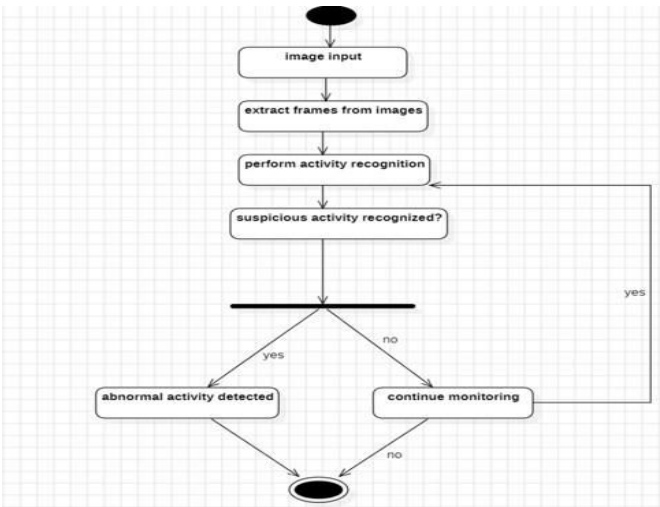 image input
extract frames from images
perform activity recognition
suspicious activity recognized?
yes
no
yes
abnormal activity detected
continue monitoring
no